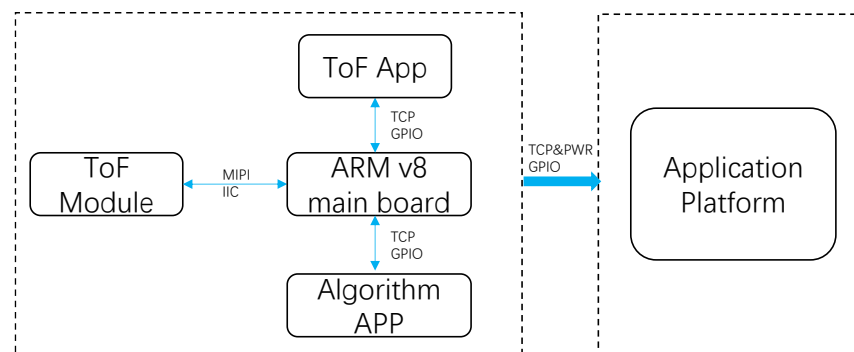 ToF App
TCP
GPIO
ToF
Module
MIPI
IIC
ARM v8
main board
TCP
GPIO
Algorithm
APP
TCP&PWR
GPIO
Application
Platform